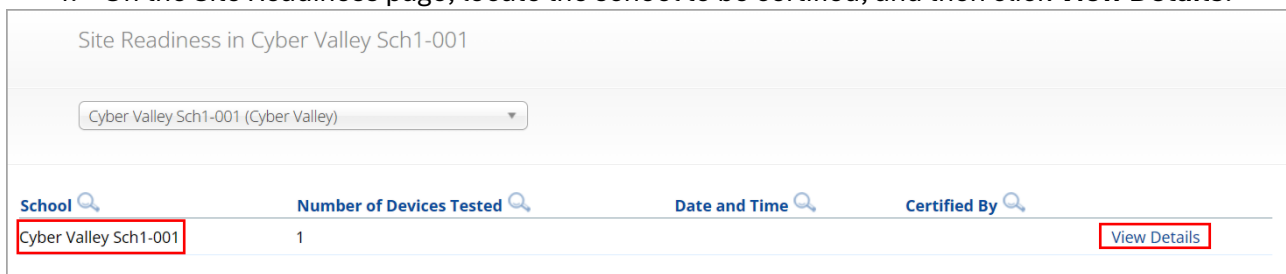 Site Readiness in Cyber Valley Sch1-001
Cyber Valley Sch1-001 (Cyber Valley)
School Number of Devices Tested Date and Time Certified By
Cyber Valley Sch1-001 1 View Details